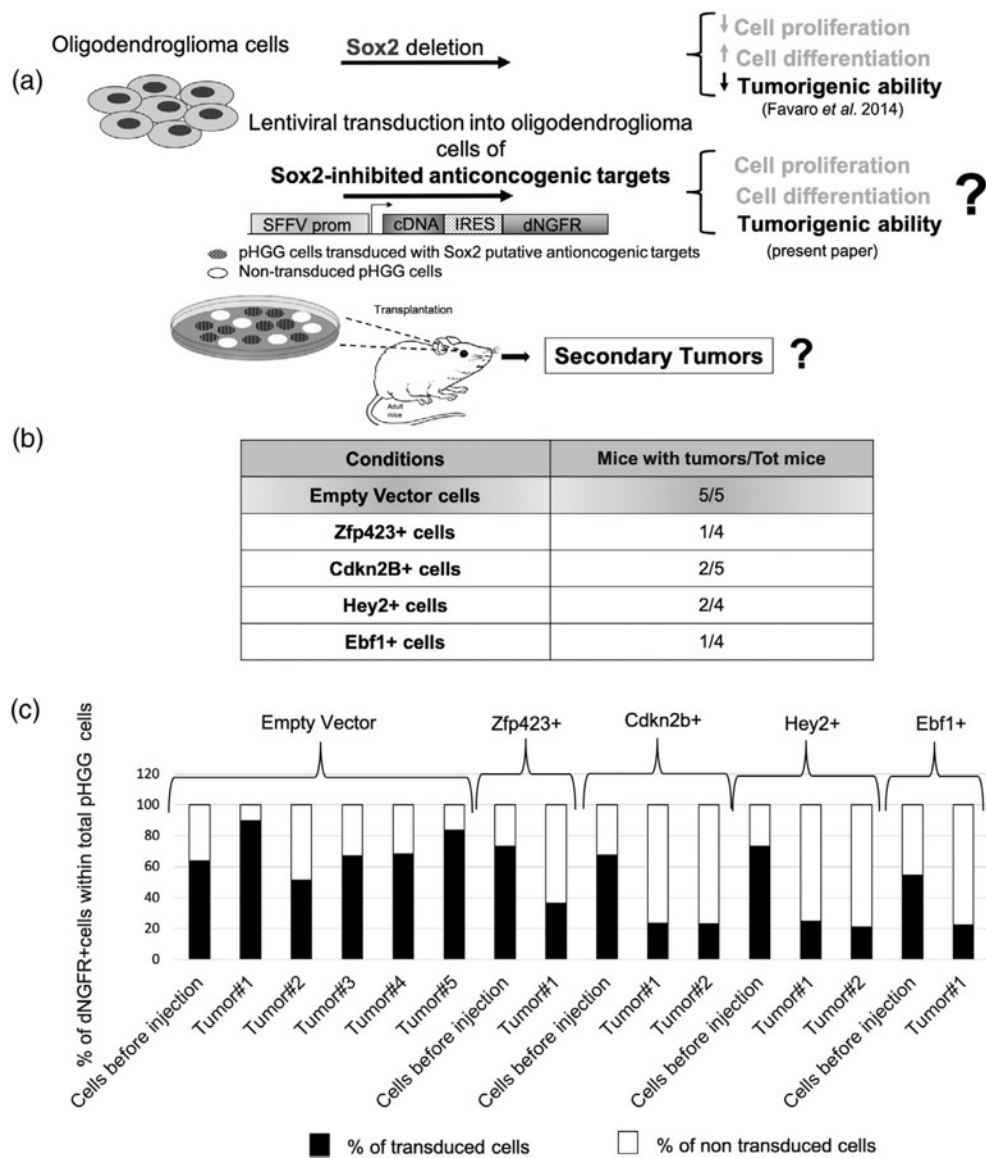 (a)
Oligodendroglioma cells
Sox2 deletion
Cell proliferation
Cell differentiation
Tumorigenic ability
(Favaro et al. 2014)
Lentiviral transduction into oligodendroglioma
cells of
Sox2-inhibited anticoncogenic targets
SFFV prom cDNA IRES dNGFR
Cell proliferation
Cell differentiation
Tumorigenic ability
(present paper)
?
pHGG cells transduced with Sox2 putative antioncogenic targets
Non-transduced pHGG cells
Transplantation
Adult
mice
Secondary Tumors ?
(b)
Conditions Mice with tumors/Tot mice
Empty Vector cells 5/5
Zfp423+ cells 1/4
Cdkn2B+ cells 2/5
Hey2+ cells 2/4
Ebf1+ cells 1/4
(c)
% of dNGFR+cells within total pHGG cells
Empty Vector Zfp423+ Cdkn2b+ Hey2+ Ebf1+
120
100
80
60
40
20
0
Cells before injection
Tumor#1
Tumor#2
Tumor#3
Tumor#4
Tumor#5
Cells before injection
Tumor#1
Cells before injection
Tumor#1
Tumor#2
Cells before injection
Tumor#1
Tumor#2
Cells before injection
Tumor#1
% of transduced cells % of non transduced cells